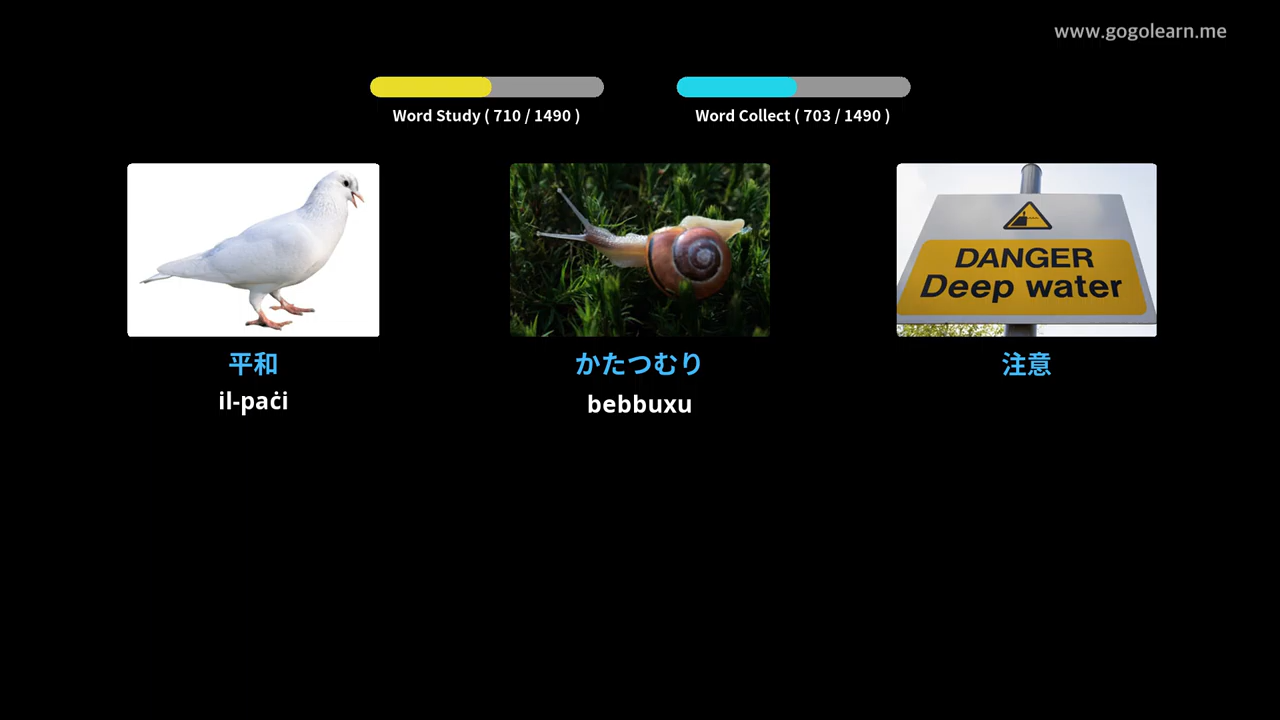 www.gogolearn.me
Word Study ( 710 / 1490 )
Word Collect ( 703 / 1490 )
DANGER
Deep water
平和
かたつむり
注意
il-paċi
bebbuxu